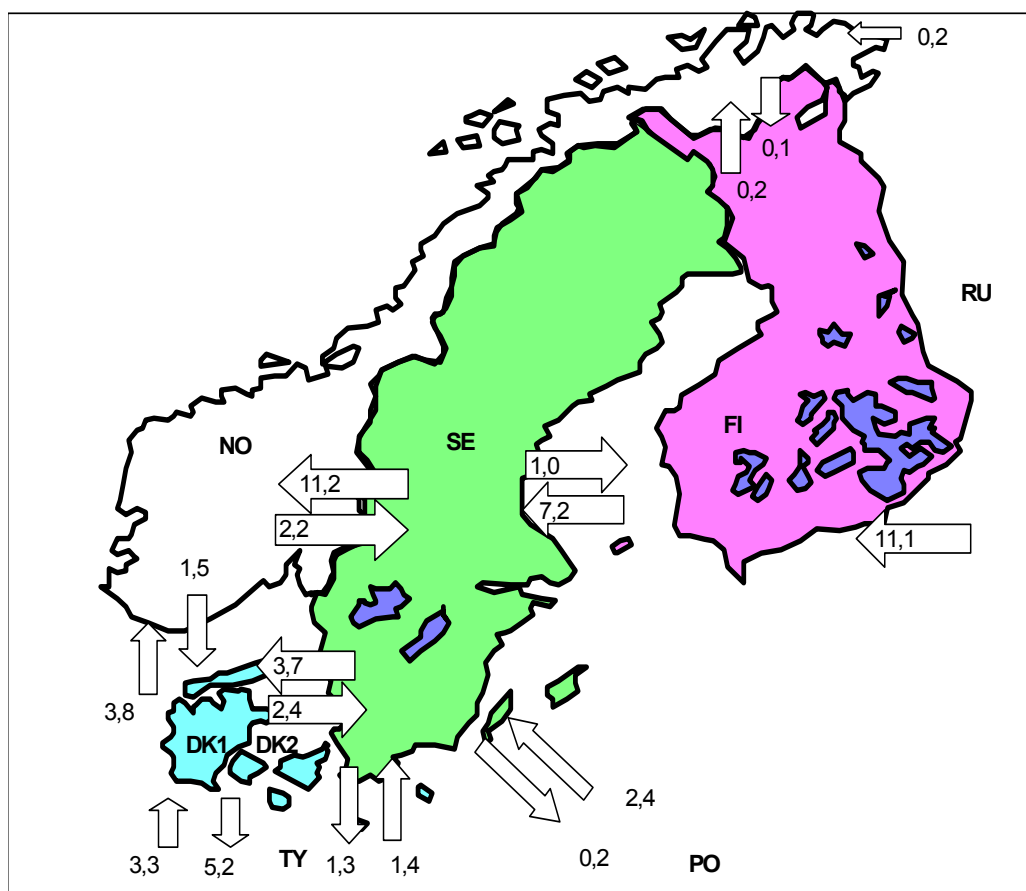 0,2
0,1
0,2
RU
FI
NO
SE
1,0
11,2
7,2
2,2
11,1
1,5
3,7
3,8
2,4
DK1
DK2
2,4
3,3
5,2
TY
1,3
1,4
0,2
PO